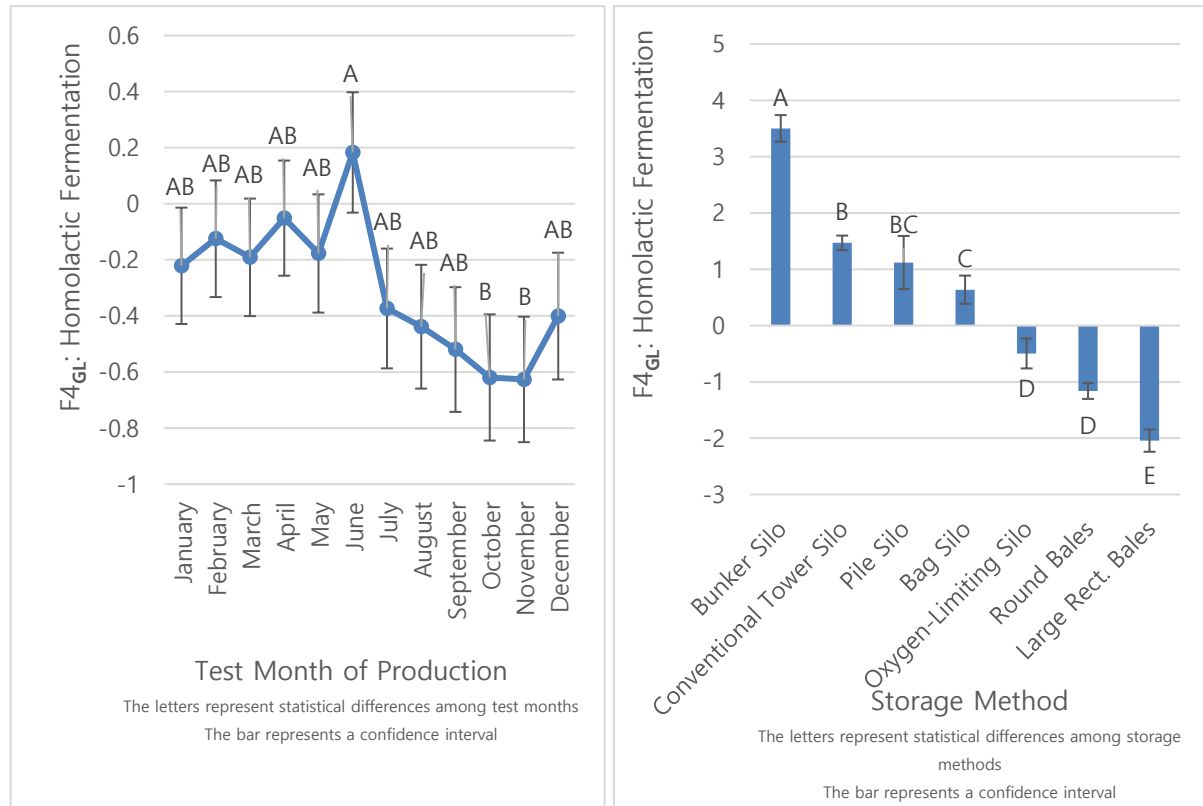 F4GL: Homolactic Fermentation
0.6
0.4
0.2
0
-0.2
-0.4
-0.6
-0.8
-1
AB
AB
AB
AB
AB
A
AB
AB
AB
B
B
AB
January
February
March
April
May
June
July
August
September
October
November
December
Test Month of Production
The letters represent statistical differences among test months
The bar represents a confidence interval
F4GL: Homolactic Fermentation
5
4
3
2
1
0
-1
-2
-3
A
B
BC
C
D
D
E
Bunker Silo
Conventional Tower Silo
Pile Silo
Bag Silo
Oxygen-Limiting Silo
Round Bales
Large Rect. Bales
Storage Method
The letters represent statistical differences among storage
methods
The bar represents a confidence interval